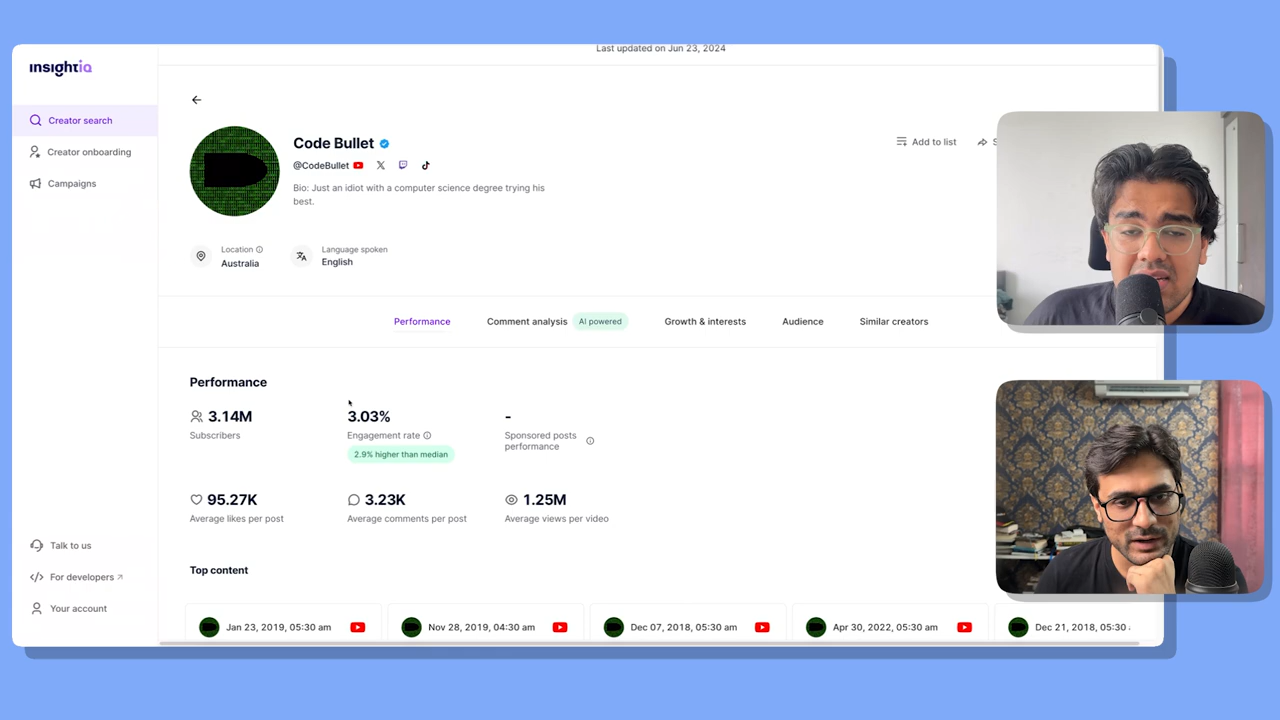 Last updated on Jun 23, 2024
insightiq
Creator search
Creator onboarding
Campaigns
Code Bullet
Add to list
S
@CodeBullet
Bio: Just an idiot with a computer science degree trying his
best.
Location
Australia
Language spoken
English
Performance
Comment analysis
AI powered
Growth & interests
Audience
Similar creators
Performance
3.14M
Subscribers
3.03%
Engagement rate
2.9% higher than median
-
Sponsored posts
performance
95.27K
Average likes per post
3.23K
Average comments per post
1.25M
Average views per video
Top content
Jan 23, 2019, 05:30 am
Nov 28, 2019, 04:30 am
Dec 07, 2018, 05:30 am
Apr 30, 2022, 05:30 am
Dec 21, 2018, 05:30
Talk to us
For developers
Your account